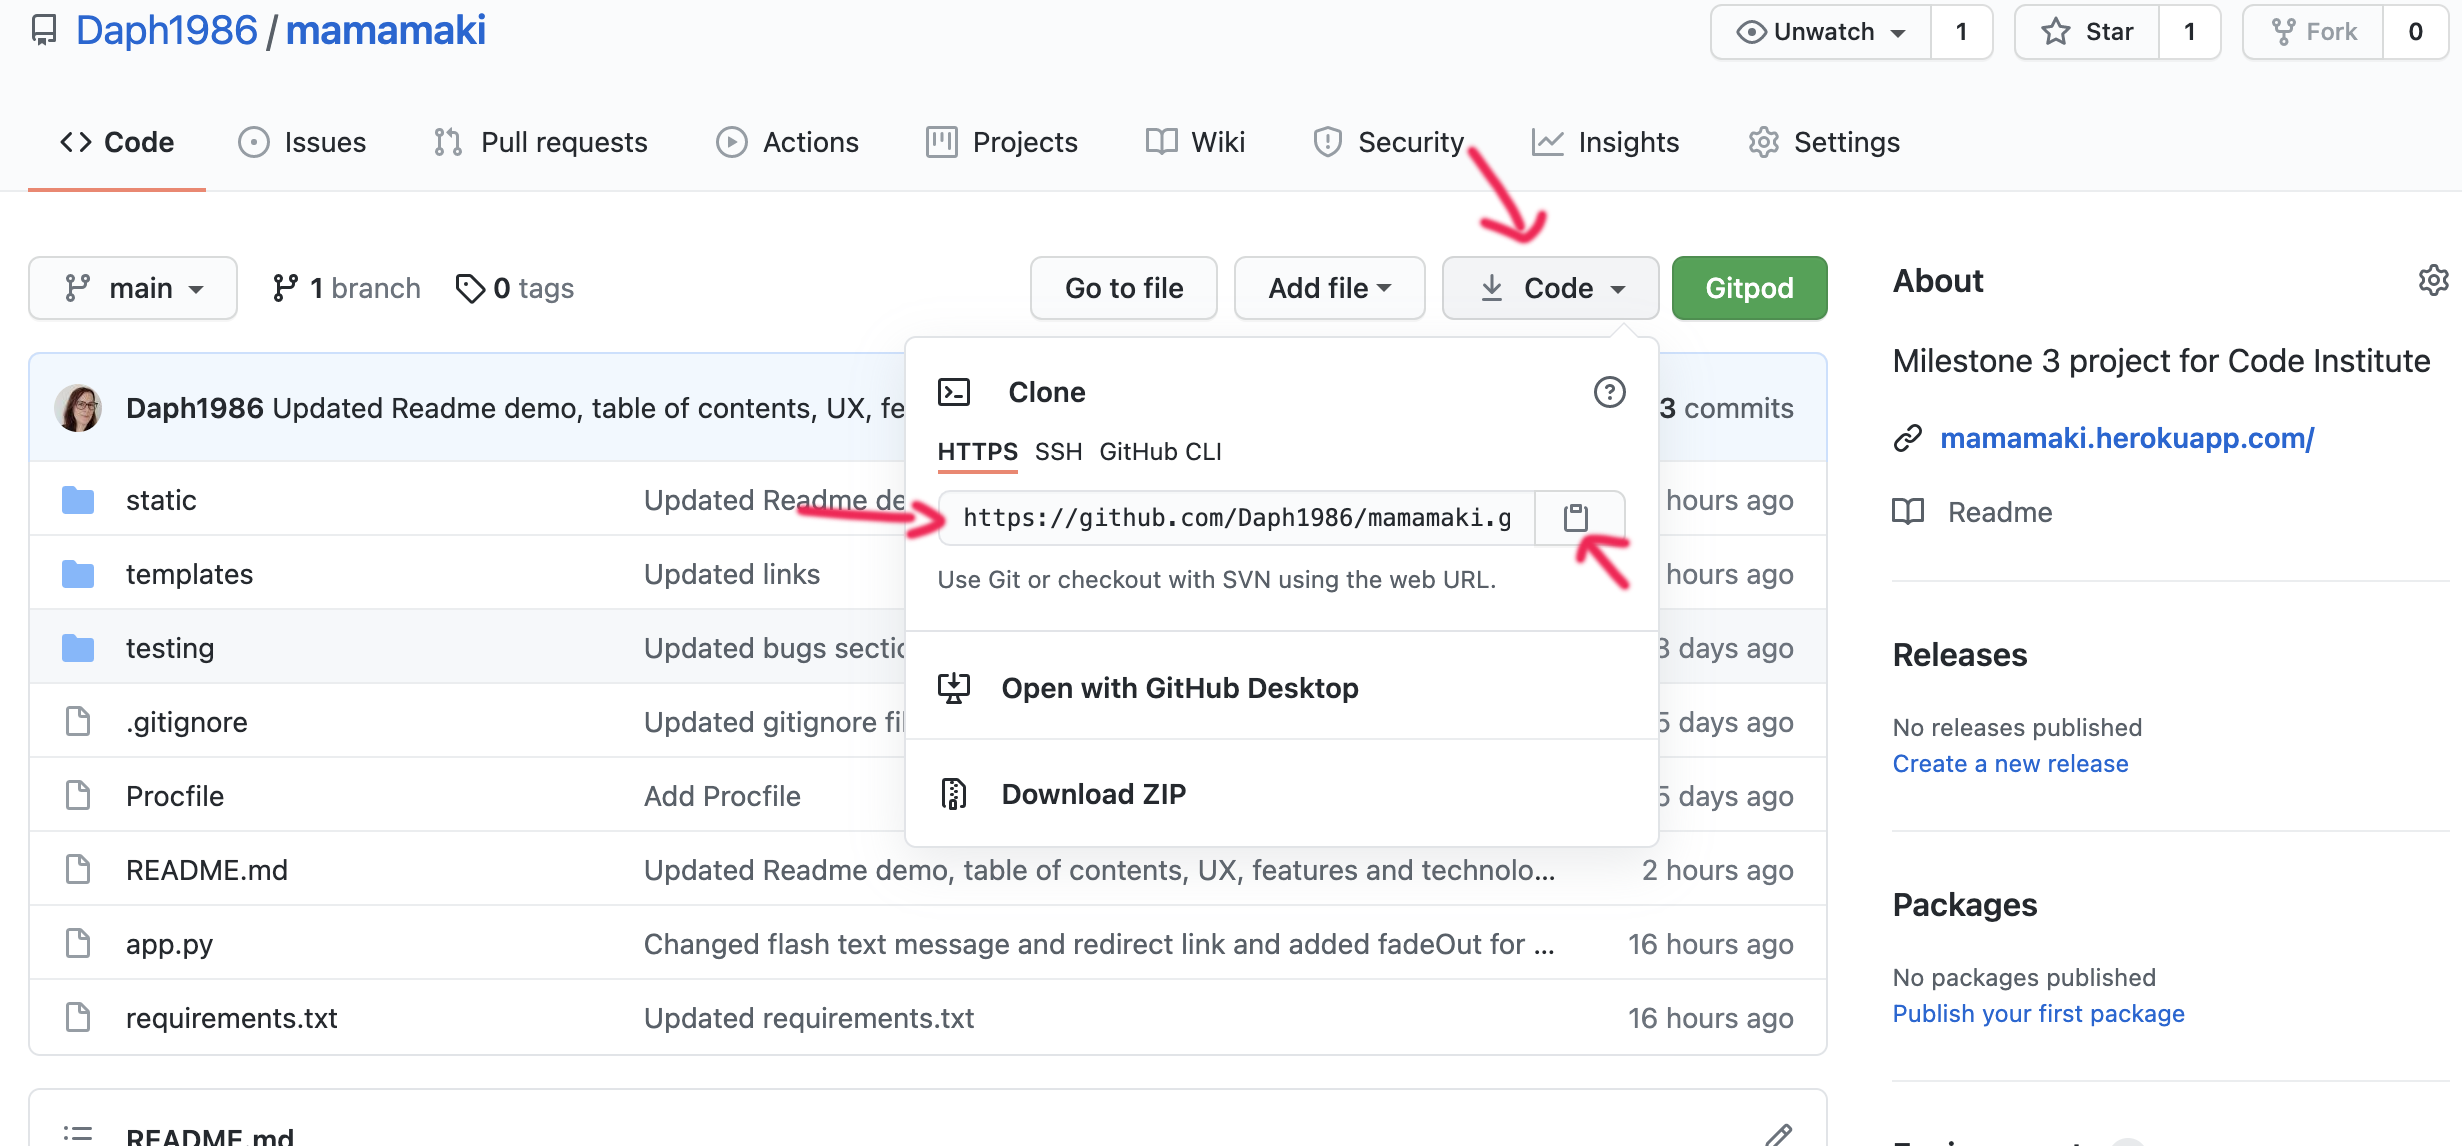 Daph1986 / mamamaki
Unwatch 1 Star 1 Fork 0
<> Code Issues Pull requests Actions Projects Wiki Security Insights Settings
main 1 branch 0 tags Go to file Add file Code Gitpod
About
Milestone 3 project for Code Institute
mamamaki.herokuapp.com/
Readme
Releases
No releases published
Create a new release
Packages
No packages published
Publish your first package
Daph1986 Updated Readme demo, table of contents, UX, fe 3 commits
static Updated Readme de hours ago
templates Updated links hours ago
testing Updated bugs sectio 3 days ago
.gitignore Updated gitignore fil 5 days ago
Procfile Add Procfile 5 days ago
README.md Updated Readme demo, table of contents, UX, features and technolo... 2 hours ago
app.py Changed flash text message and redirect link and added fadeOut for ... 16 hours ago
requirements.txt Updated requirements.txt 16 hours ago
Clone
HTTPS SSH GitHub CLI
https://github.com/Daph1986/mamamaki.g
Use Git or checkout with SVN using the web URL.
Open with GitHub Desktop
Download ZIP
README.md